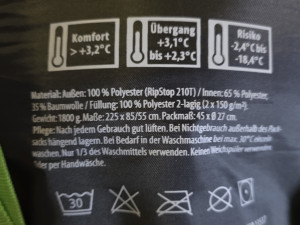 Komfort
> +3,2°C
Übergang
+3,1°C
bis
+2,3°C
Risiko
-2,4°C bis
-18,4°C
Material: Außen: 100 % Polyester (RipStop 210T) / Innen: 65 % Polyester,
35 % Baumwolle / Füllung: 100 % Polyester 2-lagig (2 x 150 g/m²).
Gewicht: 1800 g. Maße: 225 x 85/55 cm. Packmaß: 45 x Ø 27 cm.
Pflege: Nach jedem Gebrauch gut lüften. Bei Nichtgebrauch außerhalb des Pack-
sacks hängend lagern. Bei Bedarf in der Waschmaschine bei max. 30°C einzeln
waschen. Nur 1/3 des Waschmittels verwenden. Keinen Weichspüler verwenden
oder per Handwäsche.
30